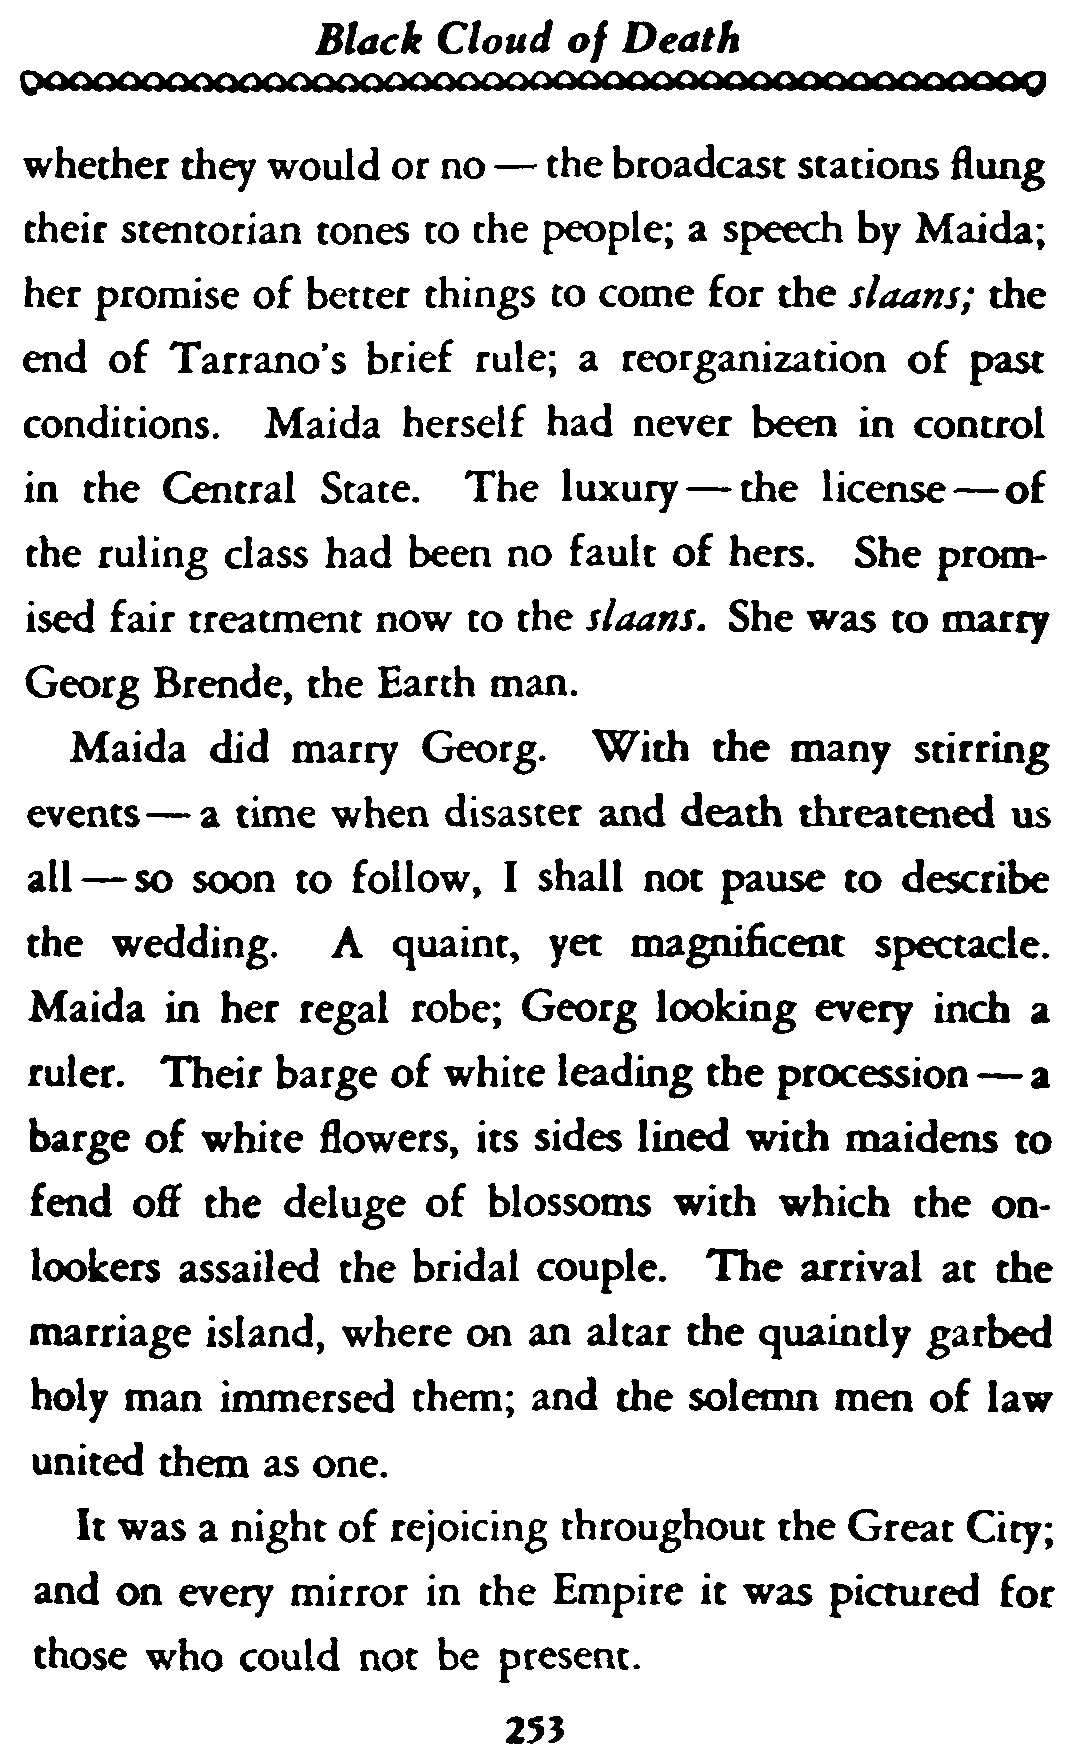 Black Cloud of Death
whether they would or no — the broadcast stations flung
their stentorian tones to the people; a speech by Maida;
her promise of better things to come for the slaans; the
end of Tarrano's brief rule; a reorganization of past
conditions. Maida herself had never been in control
in the Central State. The luxury — the license — of
the ruling class had been no fault of hers. She prom-
ised fair treatment now to the slaans. She was to marry
Georg Brende, the Earth man.
Maida did marry Georg. With the many stirring
events — a time when disaster and death threatened us
all — so soon to follow, I shall not pause to describe
the wedding. A quaint, yet magnificent spectacle.
Maida in her regal robe; Georg looking every inch a
ruler. Their barge of white leading the procession — a
barge of white flowers, its sides lined with maidens to
fend off the deluge of blossoms with which the on-
lookers assailed the bridal couple. The arrival at the
marriage island, where on an altar the quaintly garbed
holy man immersed them; and the solemn men of law
united them as one.
It was a night of rejoicing throughout the Great City;
and on every mirror in the Empire it was pictured for
those who could not be present.
253